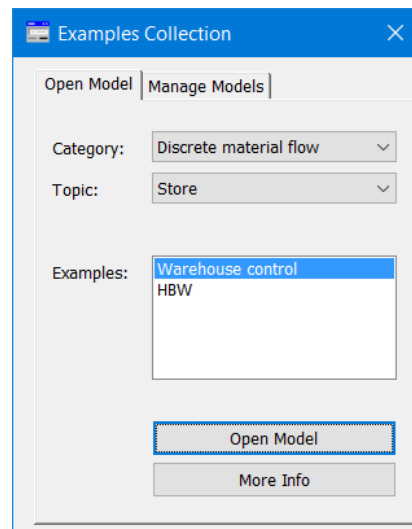 Examples Collection
Open Model Manage Models
Category: Discrete material flow
Topic: Store
Examples: Warehouse control
HBW
Open Model
More Info